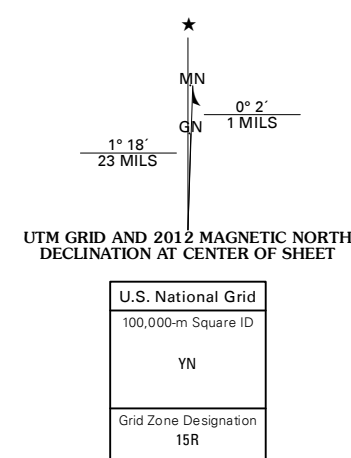 ★
MN
0° 2´
1 MILS
GN
1° 18´
23 MILS
UTM GRID AND 2012 MAGNETIC NORTH
DECLINATION AT CENTER OF SHEET
U.S. National Grid
100,000-m Square ID
YN
Grid Zone Designation
15R